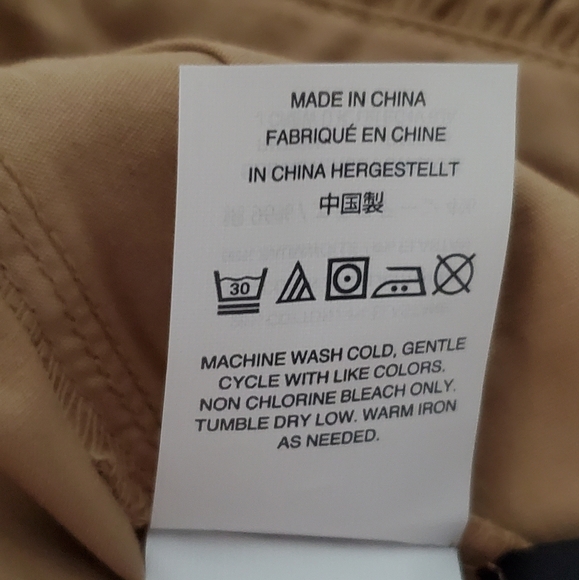 MADE IN CHINA
FABRIQUÉ EN CHINE
IN CHINA HERGESTELLT
中国製
30
MACHINE WASH COLD, GENTLE
CYCLE WITH LIKE COLORS.
NON CHLORINE BLEACH ONLY.
TUMBLE DRY LOW. WARM IRON
AS NEEDED.